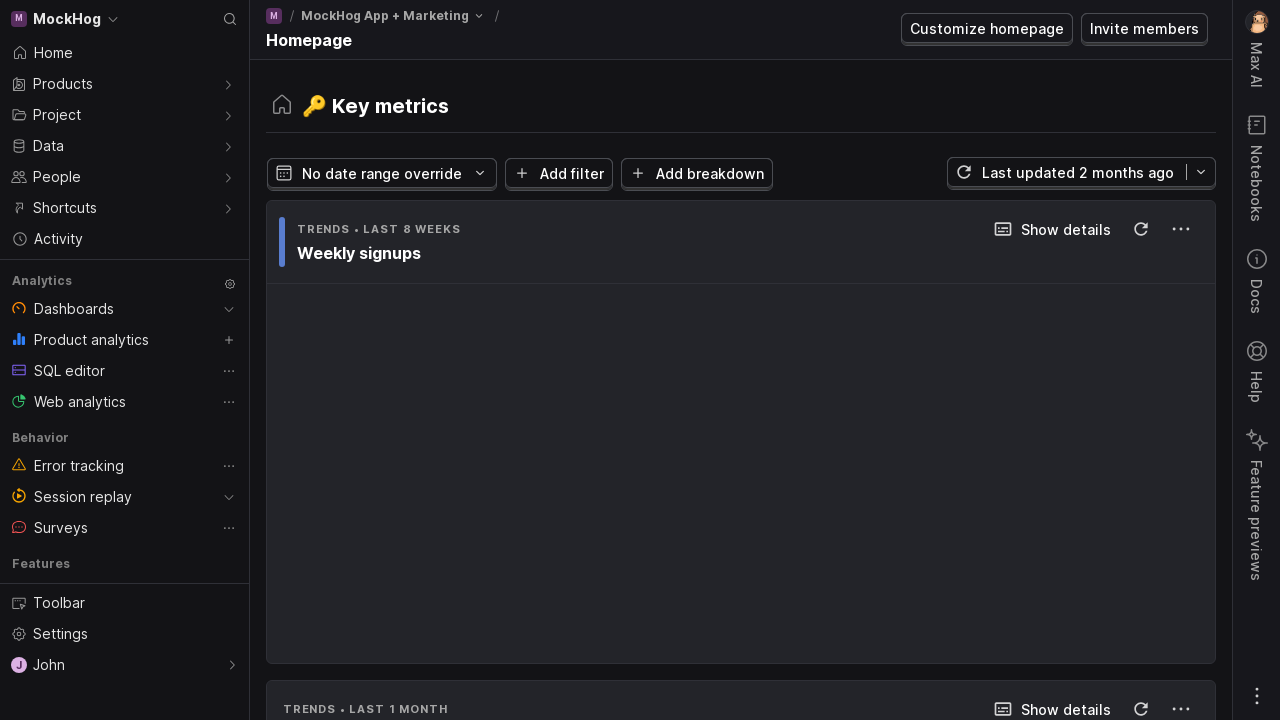 M MockHog
Home
Products
Project
Data
People
Shortcuts
Activity
Analytics
Dashboards
Product analytics
SQL editor
Web analytics
Behavior
Error tracking
Session replay
Surveys
Features
Toolbar
Settings
J John
M / MockHog App + Marketing /
Homepage
Customize homepage
Invite members
🔑 Key metrics
No date range override
Add filter
Add breakdown
Last updated 2 months ago
TRENDS • LAST 8 WEEKS
Show details
Weekly signups
TRENDS • LAST 1 MONTH
Show details
Max AI
Notebooks
Docs
Help
Feature previews